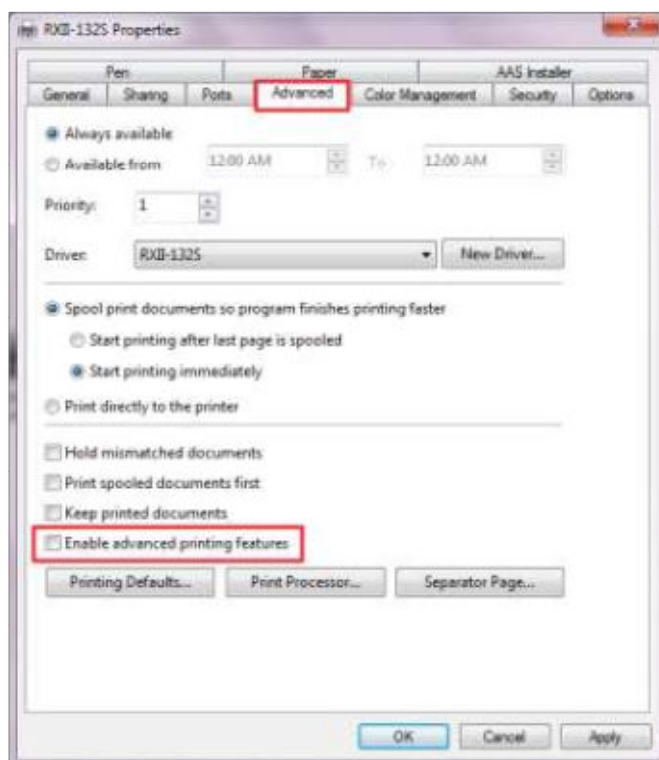 RXII-132S Properties
Pen Paper AAS Installer
General Sharing Ports Advanced Color Management Security Options
Always available
Available from 12:00 AM To 12:00 AM
Priority: 1
Driver: RXII-132S New Driver...
Spool print documents so program finishes printing faster
Start printing after last page is spooled
Start printing immediately
Print directly to the printer
Hold mismatched documents
Print spooled documents first
Keep printed documents
Enable advanced printing features
Printing Defaults... Print Processor... Separator Page...
OK Cancel Apply